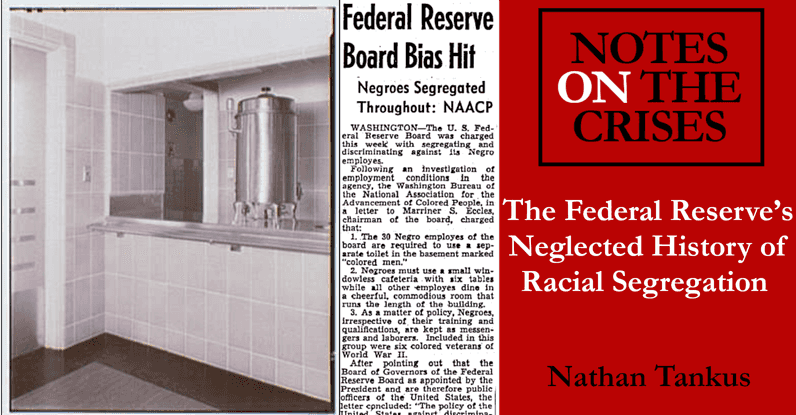 Federal Reserve
Board Bias Hit
Negroes Segregated
Throughout: NAACP
WASHINGTON—The U. S. Fed-
eral Reserve Board was charged
this week with segregating and
discriminating against its Negro
employes.
Following an investigation of
employment conditions in the
agency, the Washington Bureau of
the National Association for the
Advancement of Colored People, in
a letter to Marriner S. Eccles,
chairman of the board, charged
that:
1. The 30 Negro employes of the
board are required to use a sep-
arate toilet in the basement marked
"colored men."
2. Negroes must use a small win-
dowless cafeteria with six tables
while all other employes dine in
a cheerful, commodious room that
runs the length of the building.
3. As a matter of policy, Negroes,
irrespective of their training and
qualifications, are kept as messen-
gers and laborers. Included in this
group were six colored veterans of
World War II.
After pointing out that the
Board of Governors of the Federal
Reserve Board as appointed by the
President and are therefore public
officers of the United States, the
letter concluded: "The policy of the
United States against discrimina-
NOTES
ON THE
CRISES
The Federal Reserve's
Neglected History of
Racial Segregation
Nathan Tankus